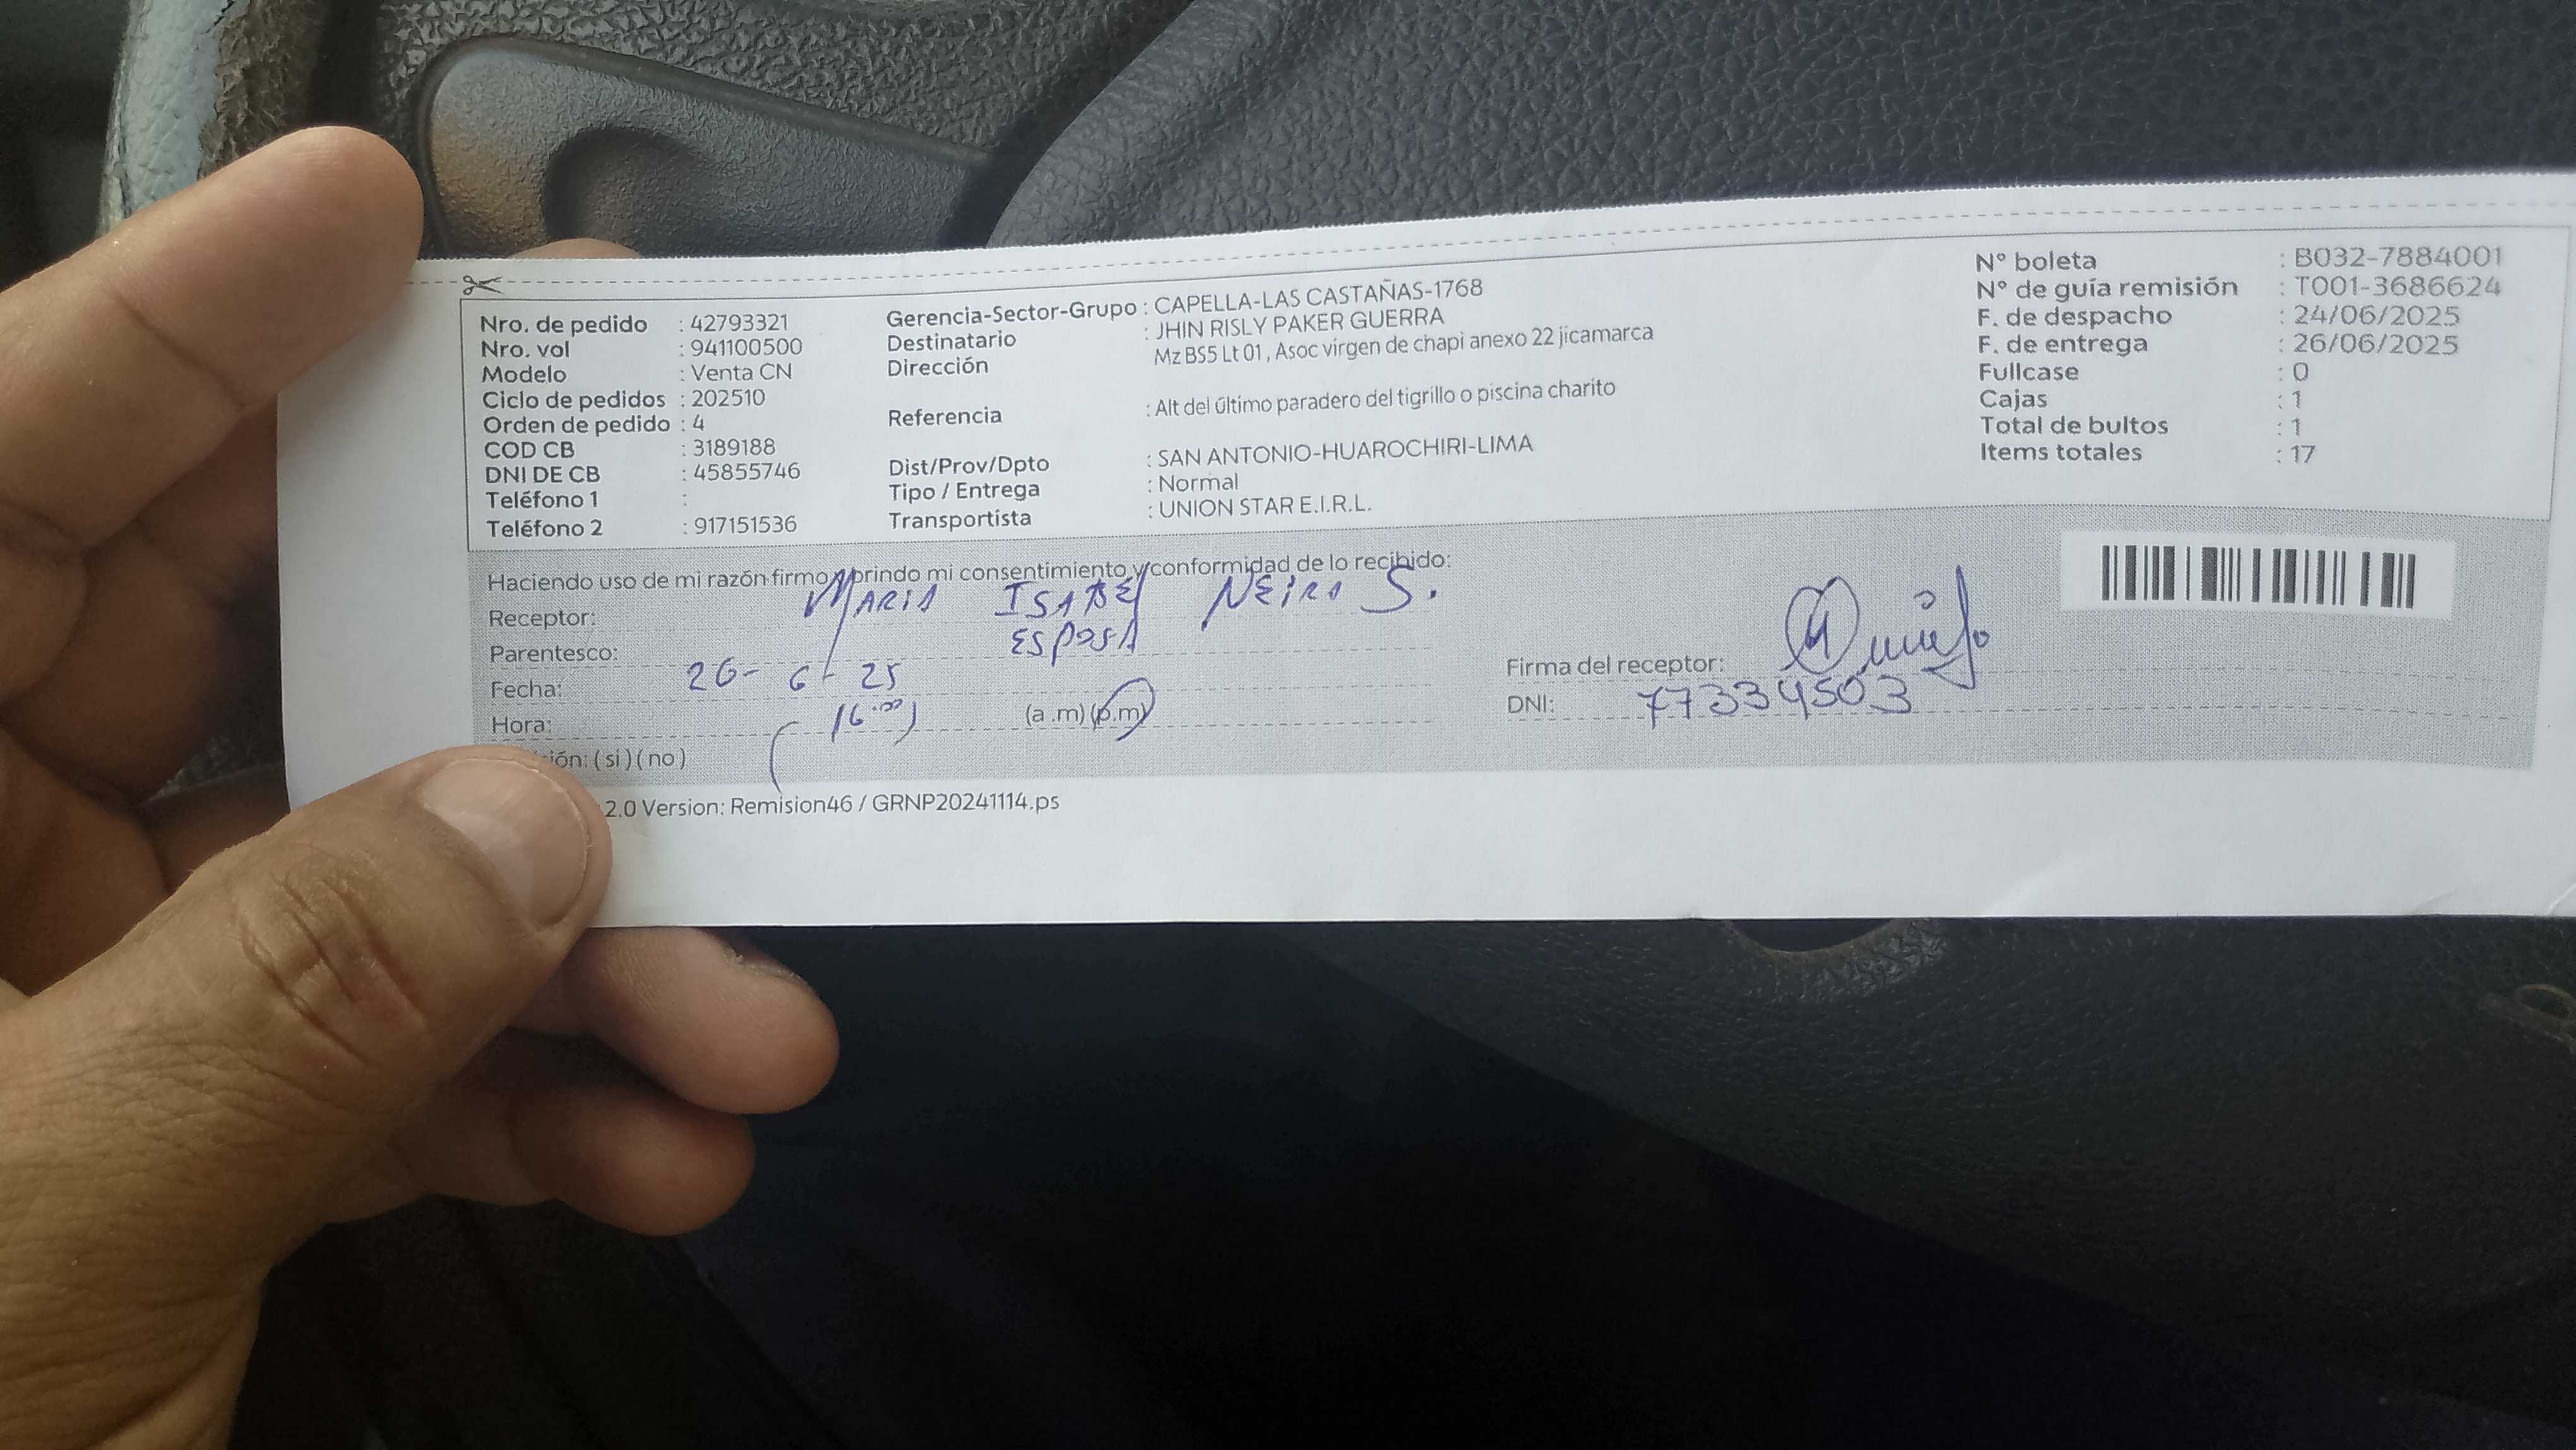 Nro. de pedido : 42793321
Nro. vol : 941100500
Modelo : Venta CN
Ciclo de pedidos : 202510
Orden de pedido : 4
COD CB : 3189188
DNI DE CB : 45855746
Teléfono 1 :
Teléfono 2 : 917151536
Gerencia-Sector-Grupo : CAPELLA-LAS CASTAÑAS-1768
Destinatario : JHIN RISLY PAKER GUERRA
Dirección Mz BS5 Lt 01 , Asoc virgen de chapi anexo 22 jicamarca
Referencia : Alt del último paradero del tigrillo o piscina charito
Dist/Prov/Dpto : SAN ANTONIO-HUAROCHIRI-LIMA
Tipo / Entrega : Normal
Transportista : UNION STAR E.I.R.L.
N° boleta : B032-7884001
N° de guía remisión : T001-3686624
F. de despacho : 24/06/2025
F. de entrega : 26/06/2025
Fullcase : 0
Cajas : 1
Total de bultos : 1
Items totales : 17
Haciendo uso de mi razón firmo y brindo mi consentimiento y conformidad de lo recibido:
Receptor: MARIA ISABEL NEIRA S.
Parentesco: ESPOSA
Fecha: 26- 6- 25
Hora: 16:00 (a .m) (p.m)
ión: ( si ) ( no )
Firma del receptor:
DNI: 77334503
2.0 Version: Remision46 / GRNP20241114.ps